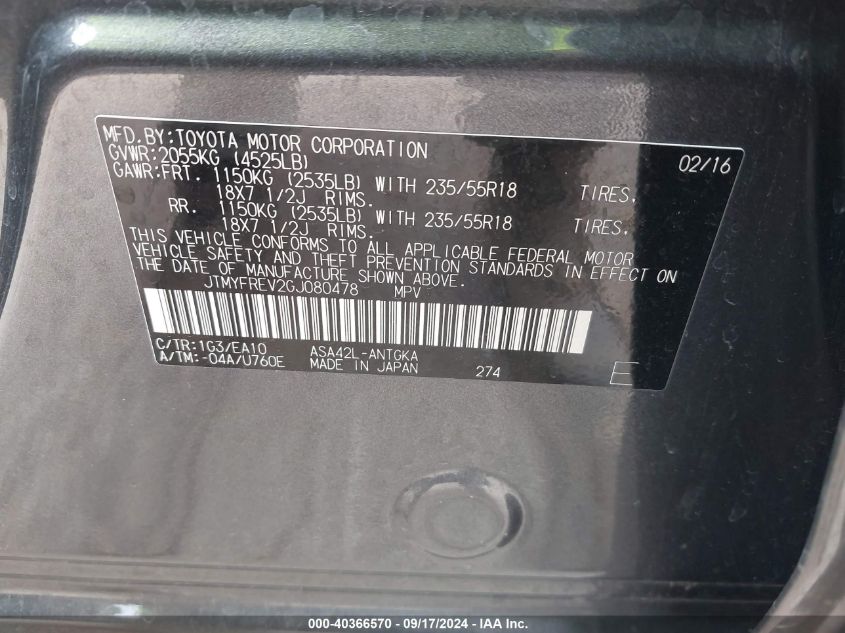 MFD.BY:TOYOTA MOTOR CORPORATION 02/16
GVWR:2055KG (4525LB)
GAWR:FRT. 1150KG (2535LB) WITH 235/55R18 TIRES,
18X7 1/2J RIMS.
RR. 1150KG (2535LB) WITH 235/55R18 TIRES,
18X7 1/2J RIMS.
THIS VEHICLE CONFORMS TO ALL APPLICABLE FEDERAL MOTOR
VEHICLE SAFETY AND THEFT PREVENTION STANDARDS IN EFFECT ON
THE DATE OF MANUFACTURE SHOWN ABOVE.
JTMYFREV2GJ080478 MPV
C/TR:1G3/EA10 ASA42L-ANTGKA
A/TM:-04A/U760E MADE IN JAPAN 274 E
000-40366570 - 09/17/2024 - IAA Inc.